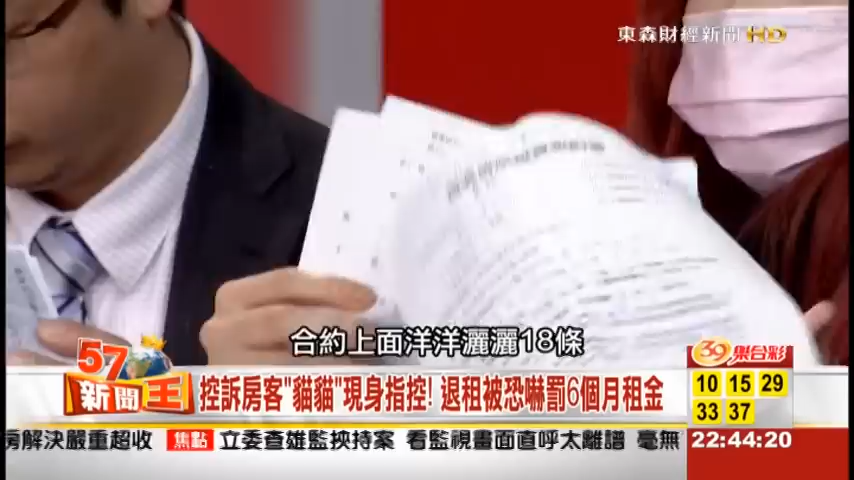 東森財經新聞HD
合約上面洋洋灑灑18條
57新聞王
控訴房客"貓貓"現身指控! 退租被恐嚇罰6個月租金
39樂合彩
10 15 29
33 37
房解決嚴重超收 焦點 立委查雄監挾持案 看監視畫面直呼太離譜 毫無
22:44:20